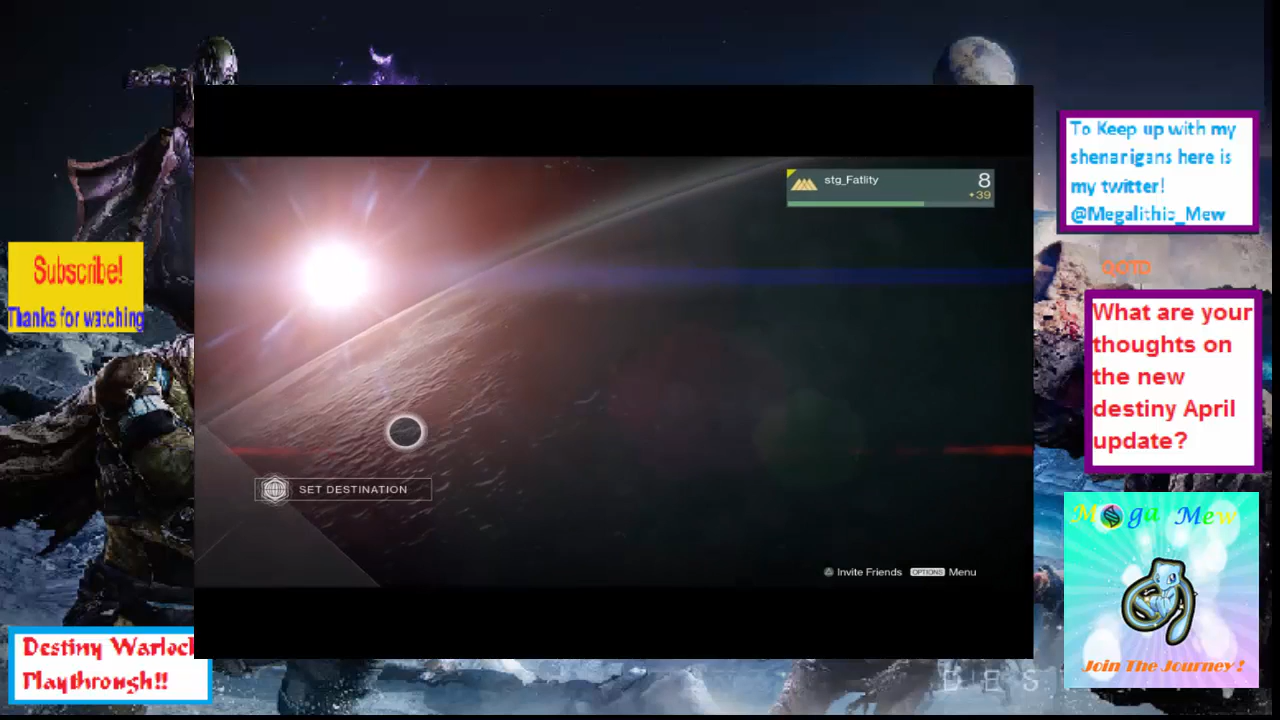 stg_Fatlity
8
+39
To Keep up with my
shenanigans here is
my twitter!
@Megalithic_Mew
Subscribe!
Thanks for watching
QOTD
What are your
thoughts on
the new
destiny April
update?
SET DESTINATION
Invite Friends OPTIONS Menu
Mega Mew
Join The Journey!
Destiny Warlock
Playthrough!!
DES